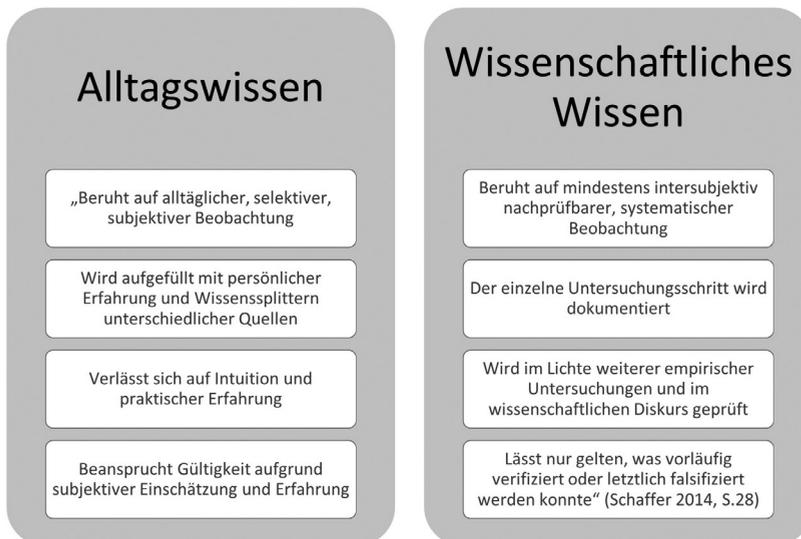 Alltagswissen
„Beruht auf alltäglicher, selektiver,
subjektiver Beobachtung
Wird aufgefüllt mit persönlicher
Erfahrung und Wissenssplittern
unterschiedlicher Quellen
Verlässt sich auf Intuition und
praktischer Erfahrung
Beansprucht Gültigkeit aufgrund
subjektiver Einschätzung und Erfahrung
Wissenschaftliches
Wissen
Beruht auf mindestens intersubjektiv
nachprüfbarer, systematischer
Beobachtung
Der einzelne Untersuchungsschritt wird
dokumentiert
Wird im Lichte weiterer empirischer
Untersuchungen und im
wissenschaftlichen Diskurs geprüft
Lässt nur gelten, was vorläufig
verifiziert oder letztlich falsifiziert
werden konnte“ (Schaffer 2014, S.28)